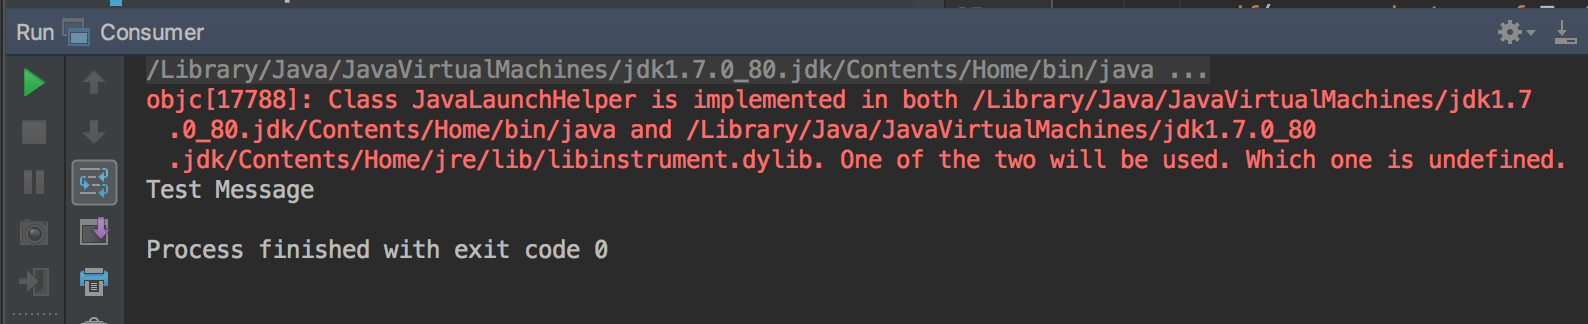 Run Consumer
/Library/Java/JavaVirtualMachines/jdk1.7.0_80.jdk/Contents/Home/bin/java ...
objc[17788]: Class JavaLaunchHelper is implemented in both /Library/Java/JavaVirtualMachines/jdk1.7
.0_80.jdk/Contents/Home/bin/java and /Library/Java/JavaVirtualMachines/jdk1.7.0_80
.jdk/Contents/Home/jre/lib/libinstrument.dylib. One of the two will be used. Which one is undefined.
Test Message
Process finished with exit code 0